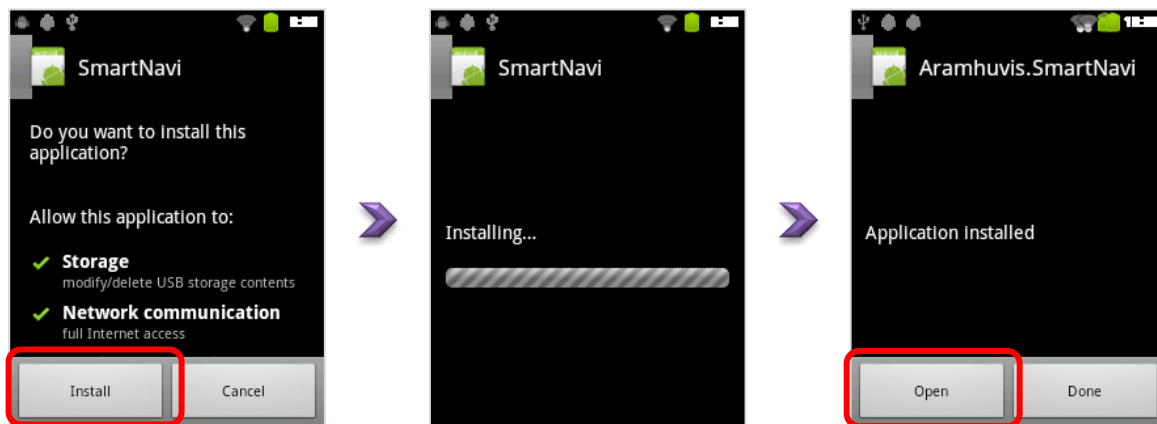 SmartNavi
Do you want to install this
application?
Allow this application to:
Storage
modify/delete USB storage contents
Network communication
full Internet access
Install
Cancel
SmartNavi
Installing...
Aramhuvis.SmartNavi
Application installed
Open
Done